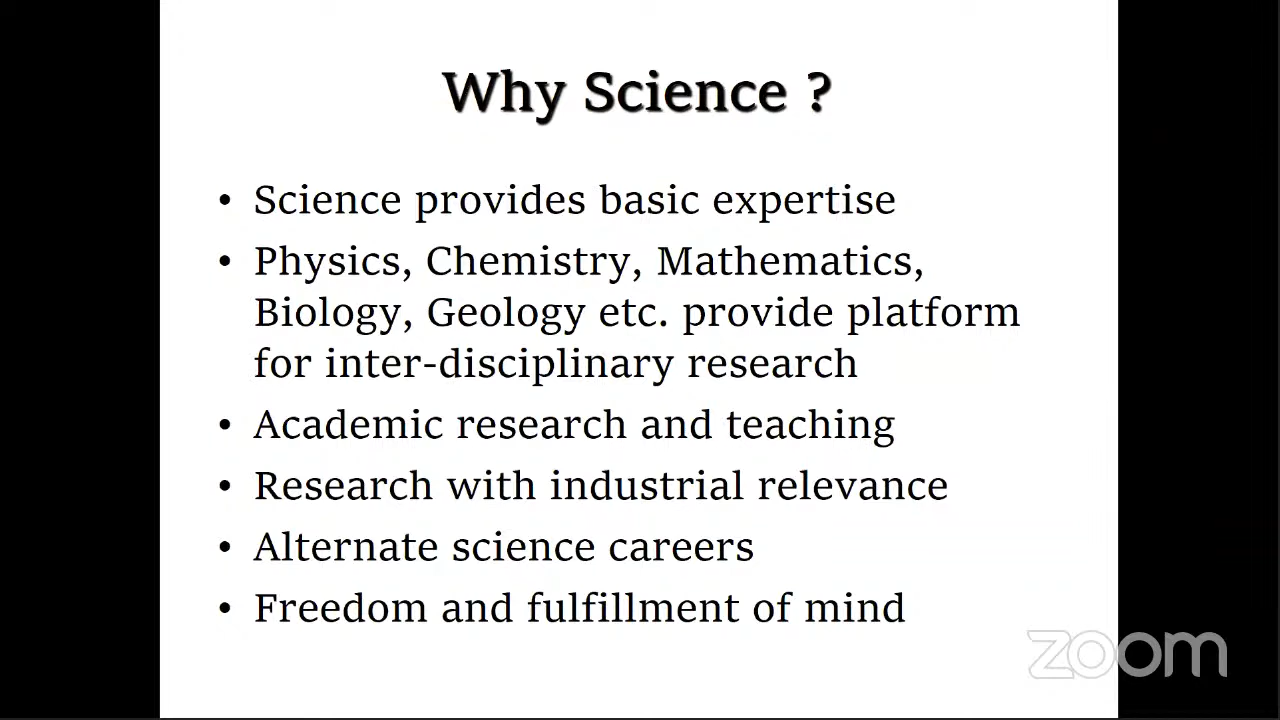 Why Science ?
• Science provides basic expertise
• Physics, Chemistry, Mathematics,
Biology, Geology etc. provide platform
for inter-disciplinary research
• Academic research and teaching
• Research with industrial relevance
• Alternate science careers
• Freedom and fulfillment of mind
zoom